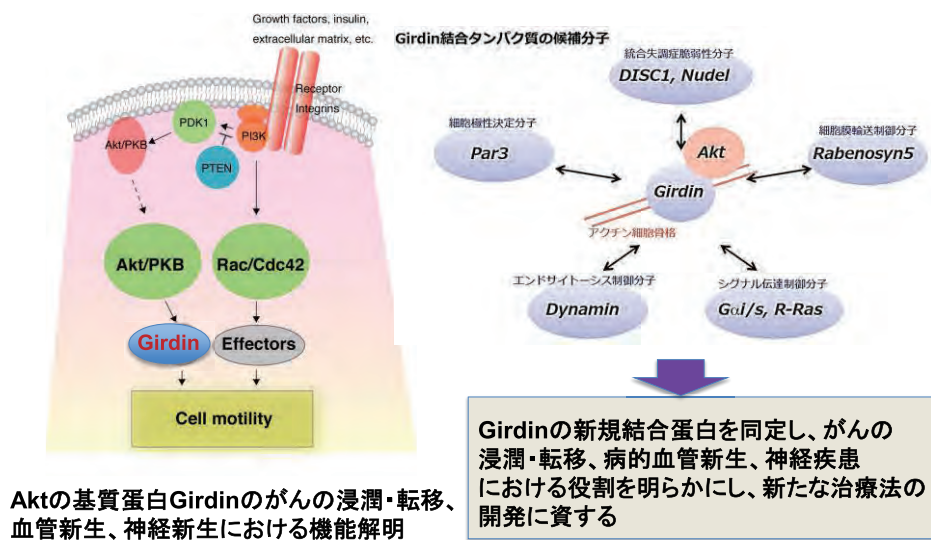 Growth factors, insulin,
extracellular matrix, etc.
Receptor
Integrins
PDK1
PI3K
Akt/PKB
PTEN
Akt/PKB
Rac/Cdc42
Girdin
Effectors
Cell motility
Aktの基質蛋白Girdinのがんの浸潤・転移、
血管新生、神経新生における機能解明
Girdin結合タンパク質の候補分子
統合失調症脆弱性分子
DISC1, Nudel
細胞極性決定分子
Par3
Akt
細胞膜輸送制御分子
Rabenosyn5
Girdin
アクチン細胞骨格
エンドサイトーシス制御分子
Dynamin
シグナル伝達制御分子
Gαi/s, R-Ras
Girdinの新規結合蛋白を同定し、がんの
浸潤・転移、病的血管新生、神経疾患
における役割を明らかにし、新たな治療法の
開発に資する